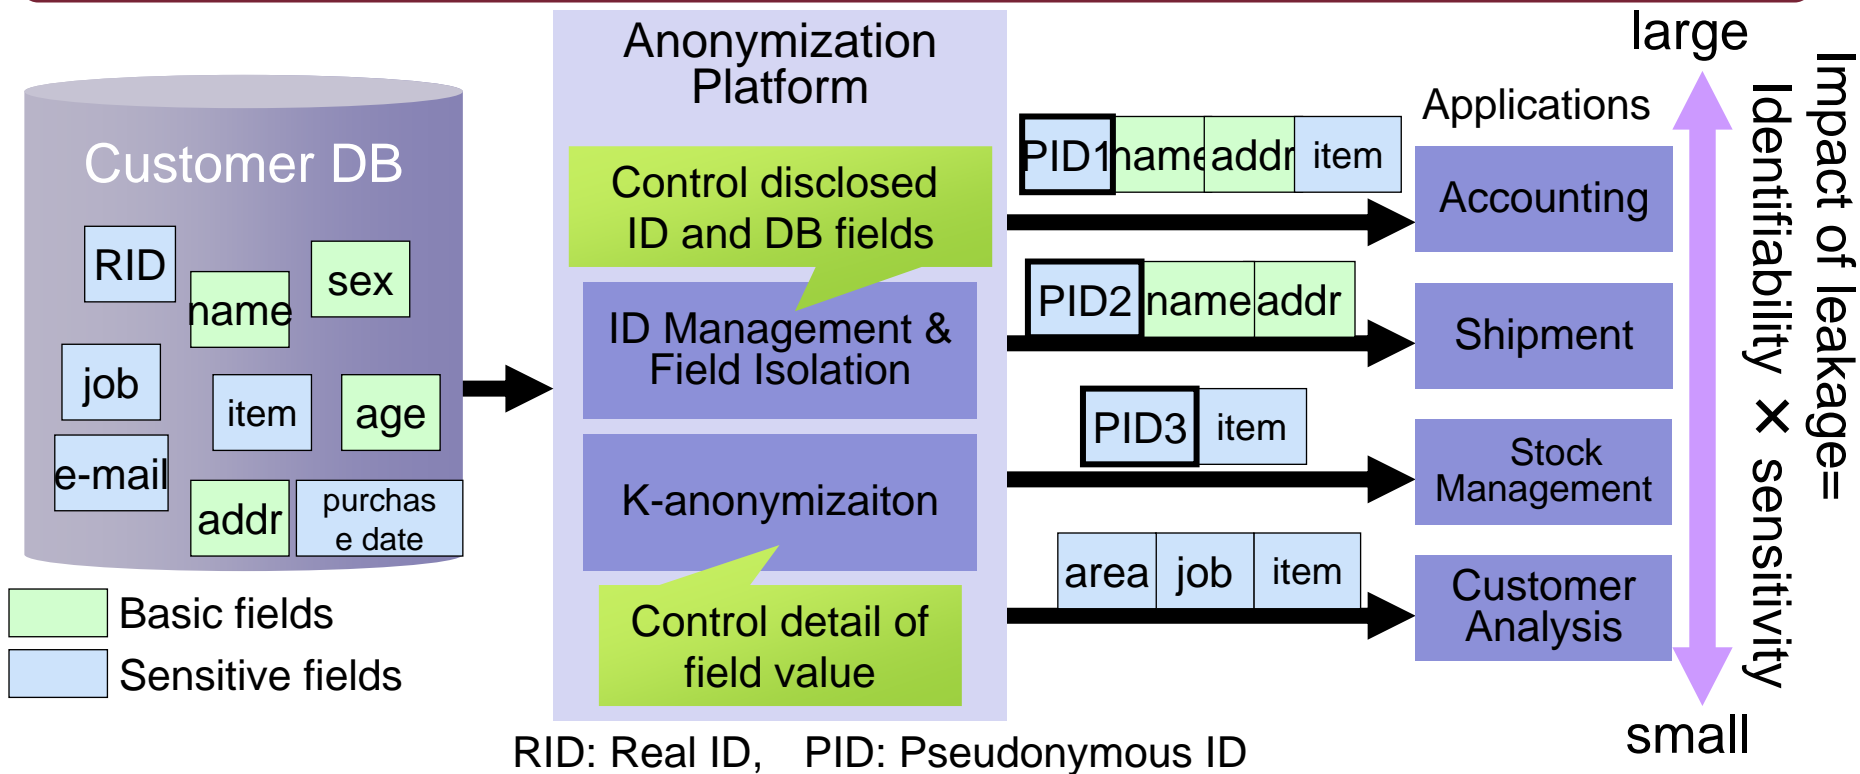 Anonymization
Platform
large
Impact of leakage=
Identifiability × sensitivity
Applications
Customer DB
RID
name
sex
job
item
age
e-mail
addr
purchas
e date
Control disclosed
ID and DB fields
ID Management &
Field Isolation
K-anonymizaiton
Control detail of
field value
PID1 name addr item
Accounting
PID2 name addr
Shipment
PID3 item
Stock
Management
area job item
Customer
Analysis
Basic fields
Sensitive fields
small
RID: Real ID, PID: Pseudonymous ID